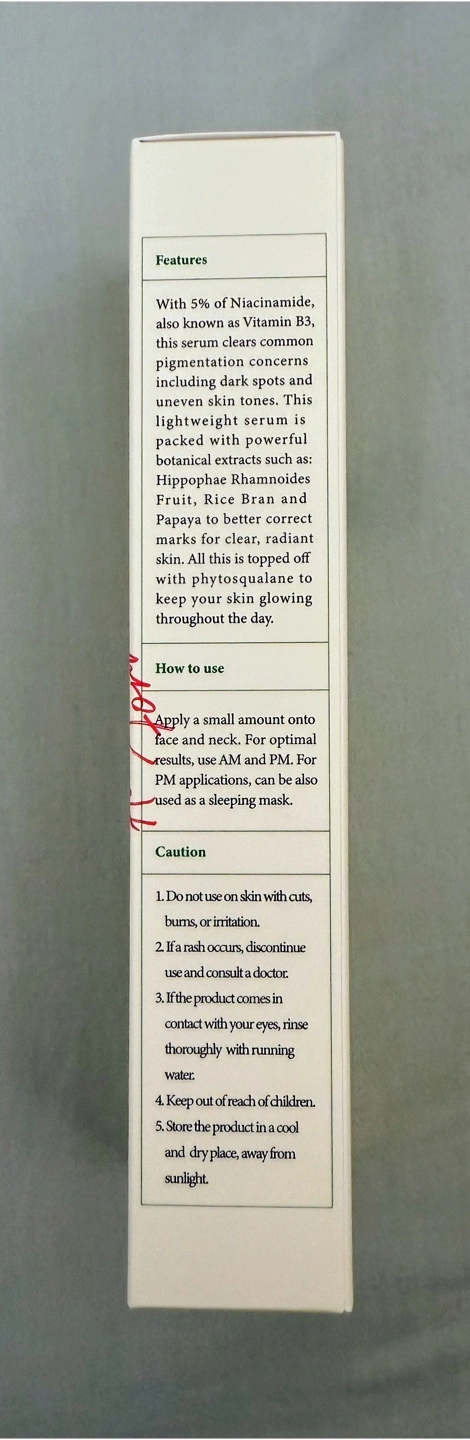 Features
With 5% of Niacinamide,
also known as Vitamin B3,
this serum clears common
pigmentation concerns
including dark spots and
uneven skin tones. This
lightweight serum is
packed with powerful
botanical extracts such as:
Hippophae Rhamnoides
Fruit, Rice Bran and
Papaya to better correct
marks for clear, radiant
skin. All this is topped off
with phytosqualane to
keep your skin glowing
throughout the day.
How to use
Apply a small amount onto
face and neck. For optimal
results, use AM and PM. For
PM applications, can be also
used as a sleeping mask.
Caution
1. Do not use on skin with cuts,
burns, or irritation.
2. If a rash occurs, discontinue
use and consult a doctor.
3. If the product comes in
contact with your eyes, rinse
thoroughly with running
water.
4. Keep out of reach of children.
5. Store the product in a cool
and dry place, away from
sunlight.